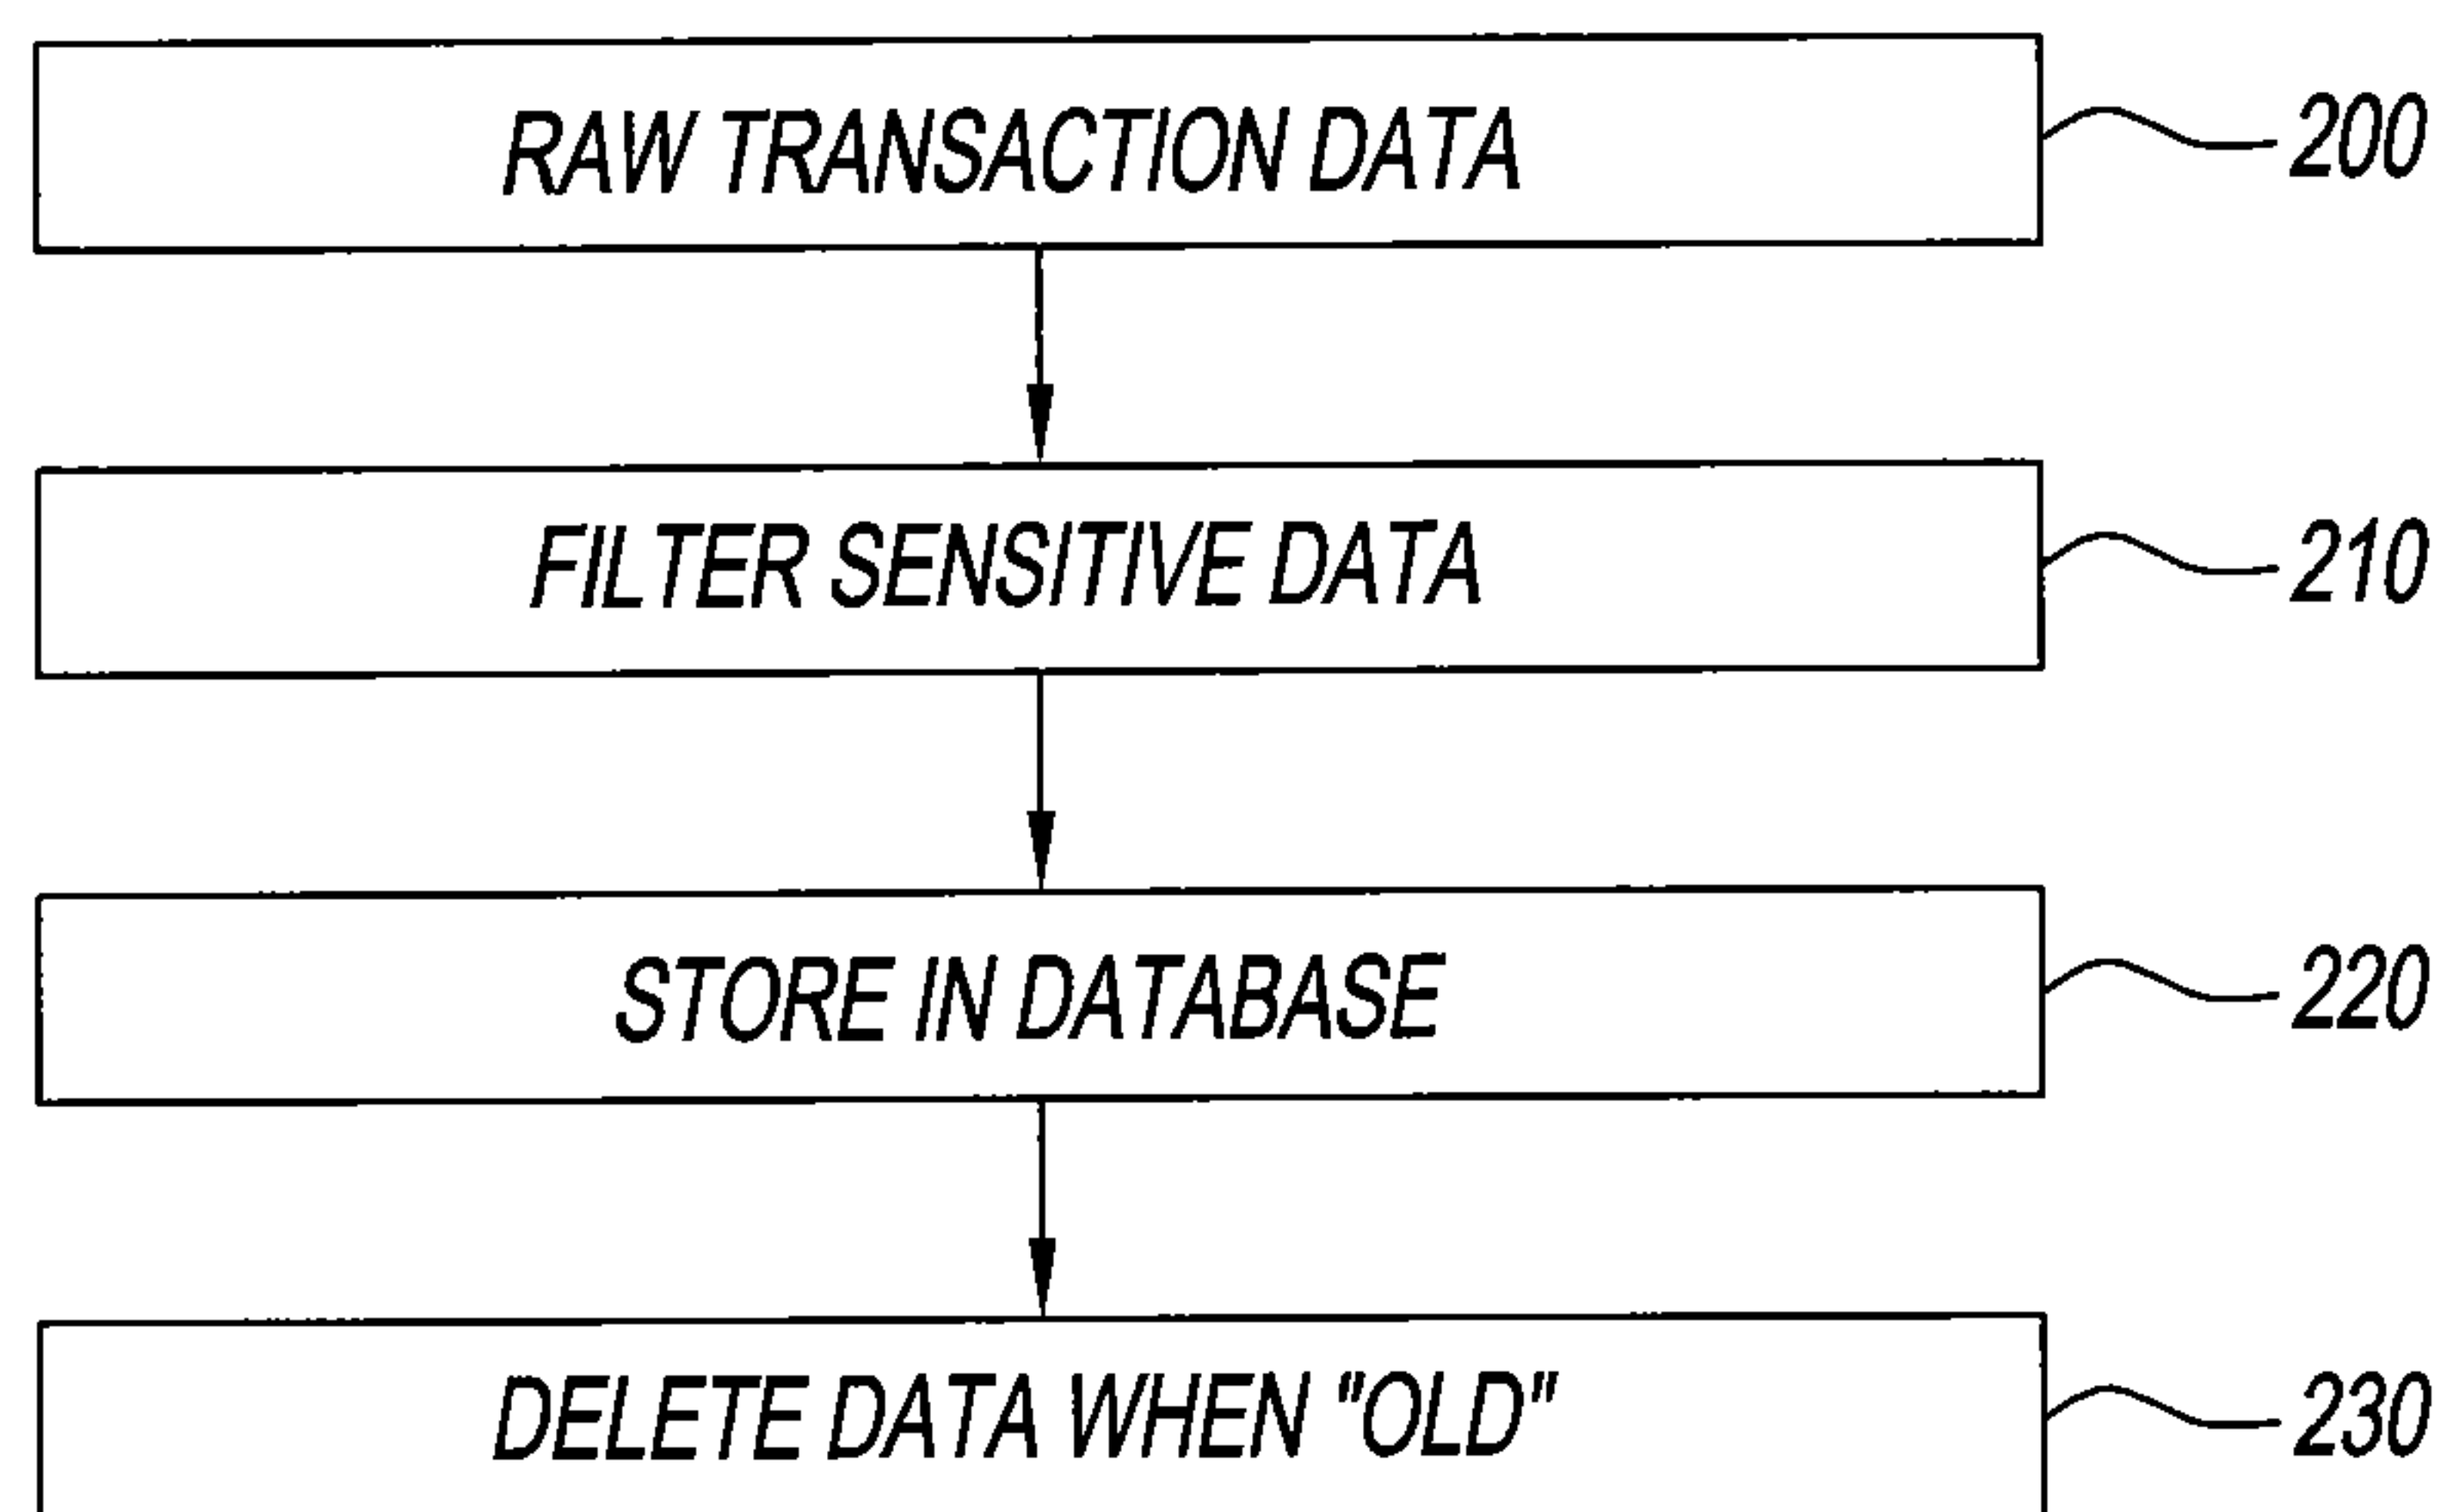 RAW TRANSACTION DATA 200
FILTER SENSITIVE DATA 210
STORE IN DATABASE 220
DELETE DATA WHEN "OLD" 230